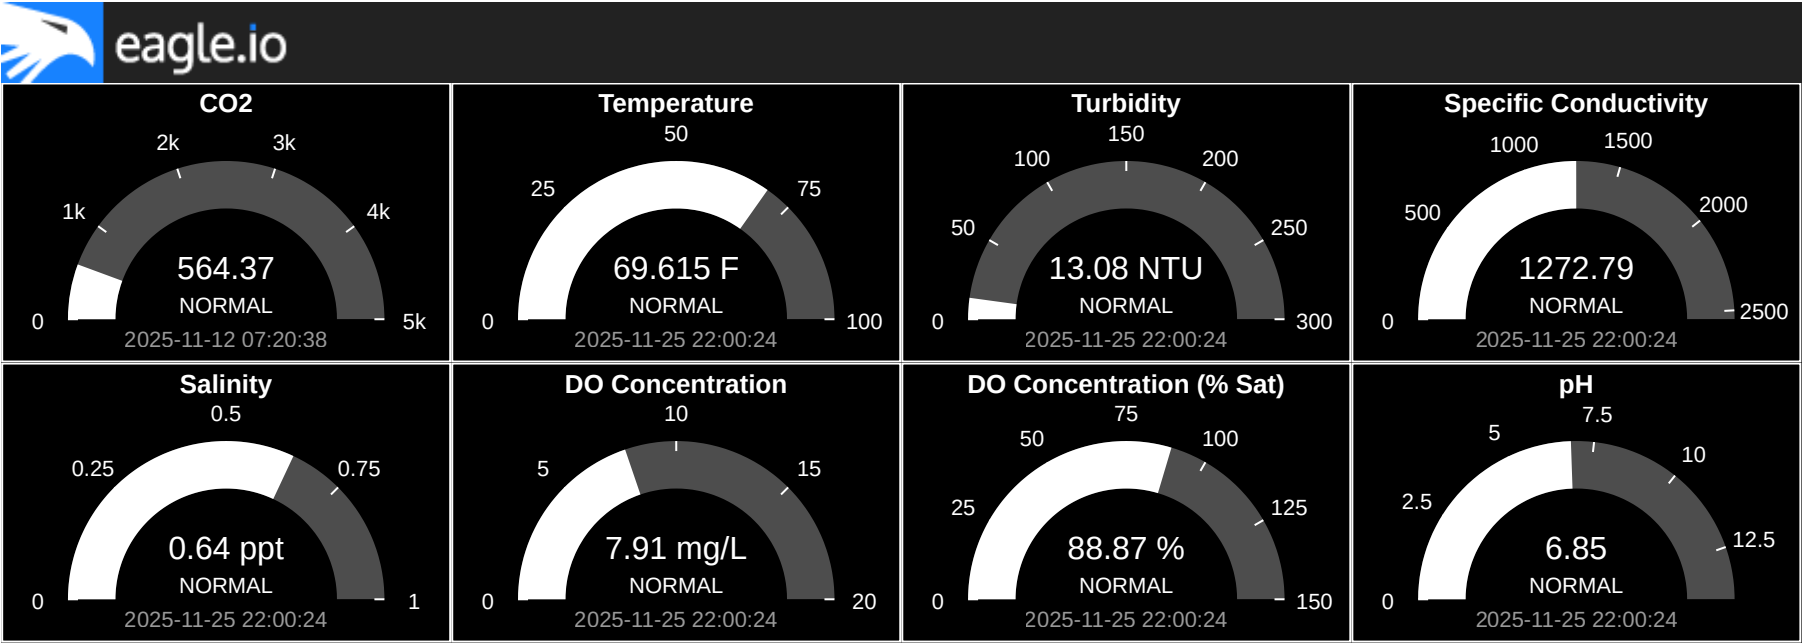 eagle.io
CO2
0
1k
2k
3k
4k
5k
564.37
NORMAL
2025-11-12 07:20:38
Temperature
0
25
50
75
100
69.615 F
NORMAL
2025-11-25 22:00:24
Turbidity
0
50
100
150
200
250
300
13.08 NTU
NORMAL
2025-11-25 22:00:24
Specific Conductivity
0
500
1000
1500
2000
2500
1272.79
NORMAL
2025-11-25 22:00:24
Salinity
0
0.25
0.5
0.75
1
0.64 ppt
NORMAL
2025-11-25 22:00:24
DO Concentration
0
5
10
15
20
7.91 mg/L
NORMAL
2025-11-25 22:00:24
DO Concentration (% Sat)
0
25
50
75
100
125
150
88.87 %
NORMAL
2025-11-25 22:00:24
pH
0
2.5
5
7.5
10
12.5
6.85
NORMAL
2025-11-25 22:00:24